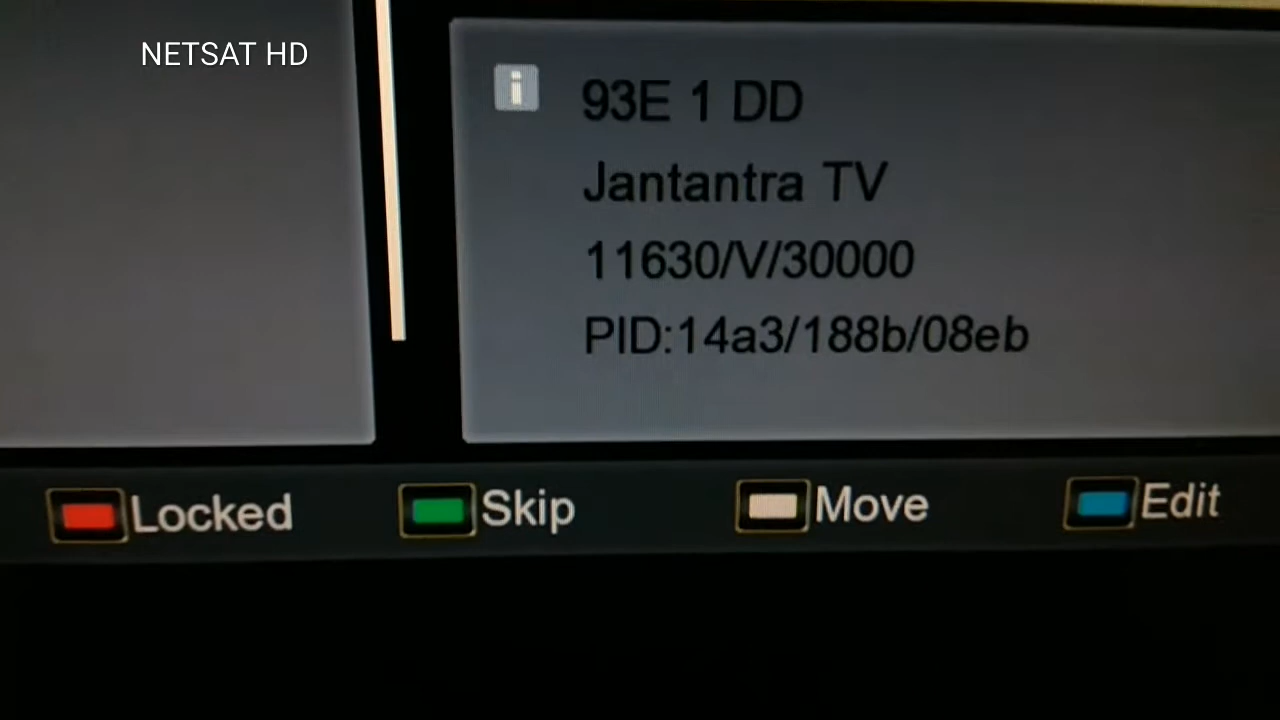 NETSAT HD
i
93E 1 DD
Jantantra TV
11630/V/30000
PID:14a3/188b/08eb
Locked Skip Move Edit